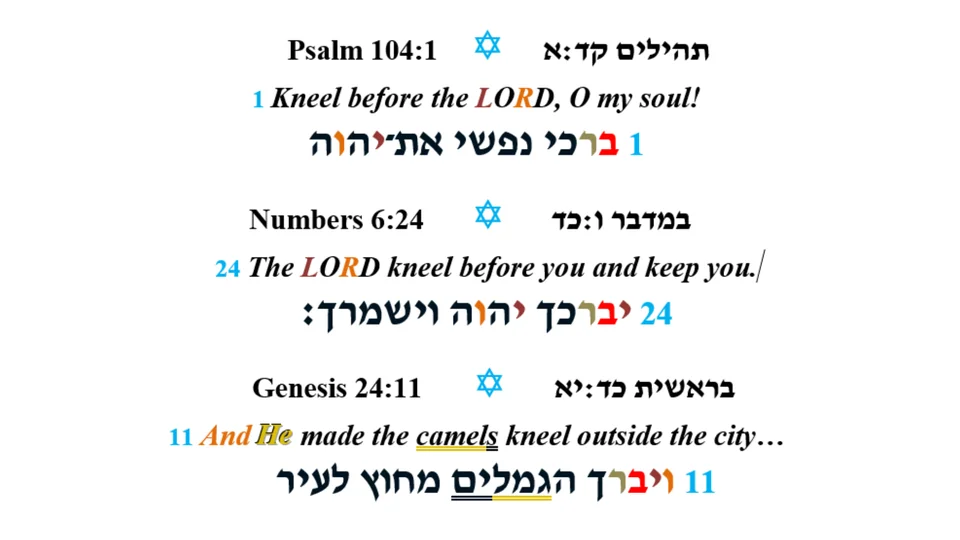 Psalm 104:1 ✡ תהילים קד:א
1 Kneel before the LORD, O my soul!
1 ברכי נפשי את־יהוה
Numbers 6:24 ✡ במדבר ו:כד
24 The LORD kneel before you and keep you.
24 יברכך יהוה וישמרך:
Genesis 24:11 ✡ בראשית כד:יא
11 And He made the camels kneel outside the city…
11 ויברך הגמלים מחוץ לעיר